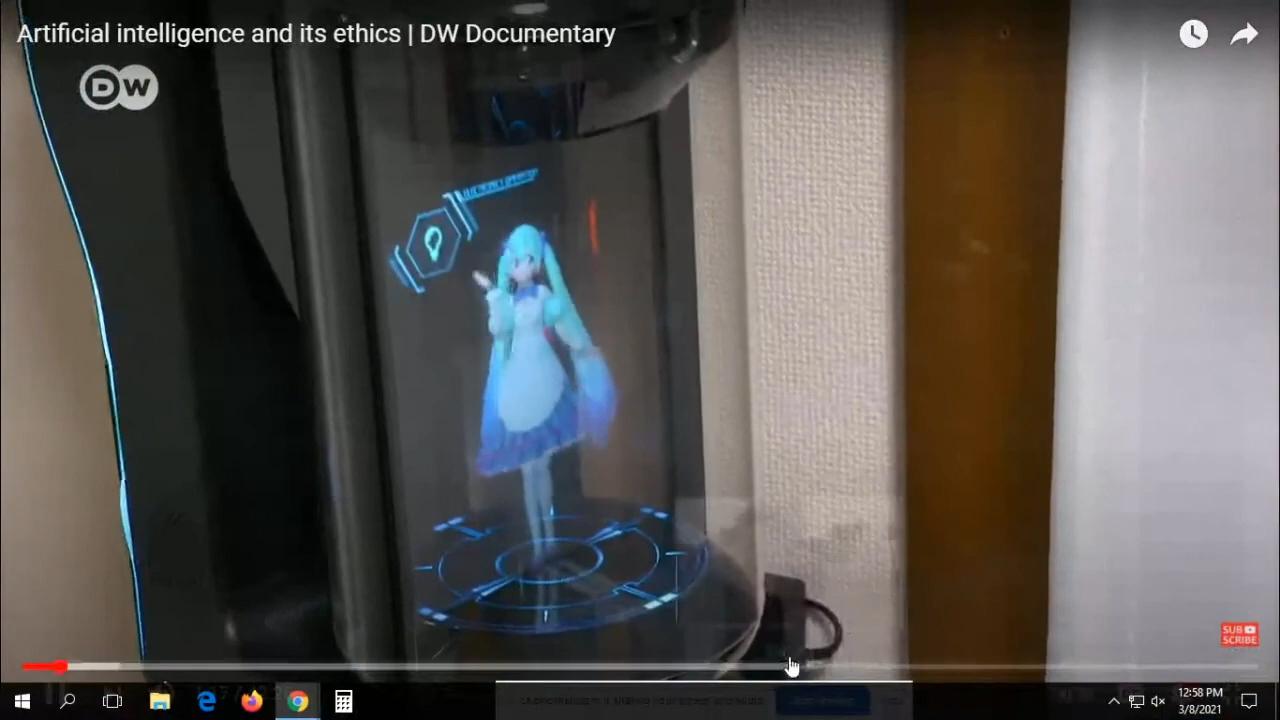 Artificial intelligence and its ethics | DW Documentary
DW
SUB
SCRIBE
12:58 PM
3/8/2021